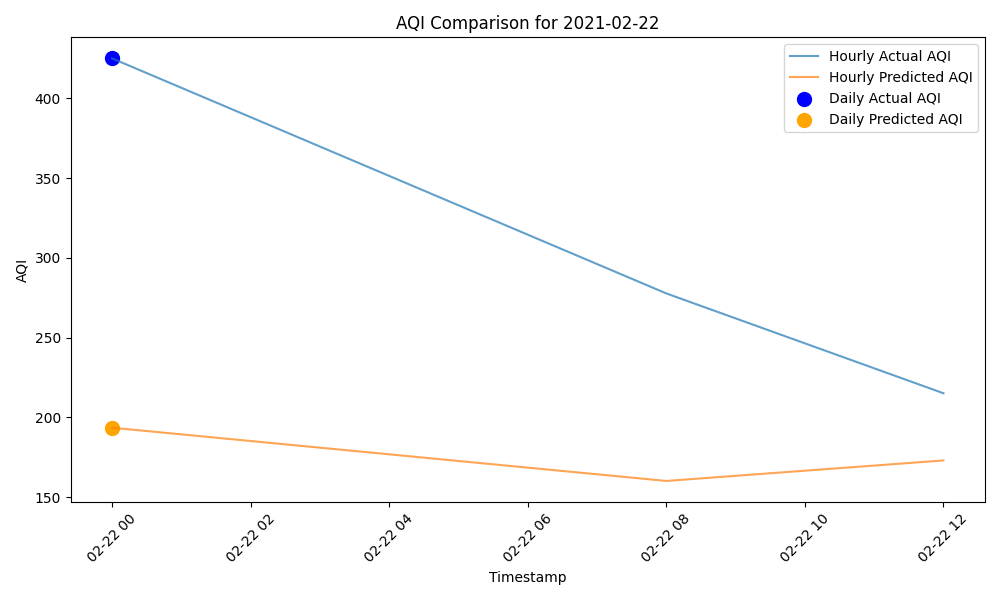 AQI Comparison for 2021-02-22
Hourly Actual AQI
Hourly Predicted AQI
Daily Actual AQI
Daily Predicted AQI
AQI
400
350
300
250
200
150
02-22 00
02-22 02
02-22 04
02-22 06
02-22 08
02-22 10
02-22 12
Timestamp